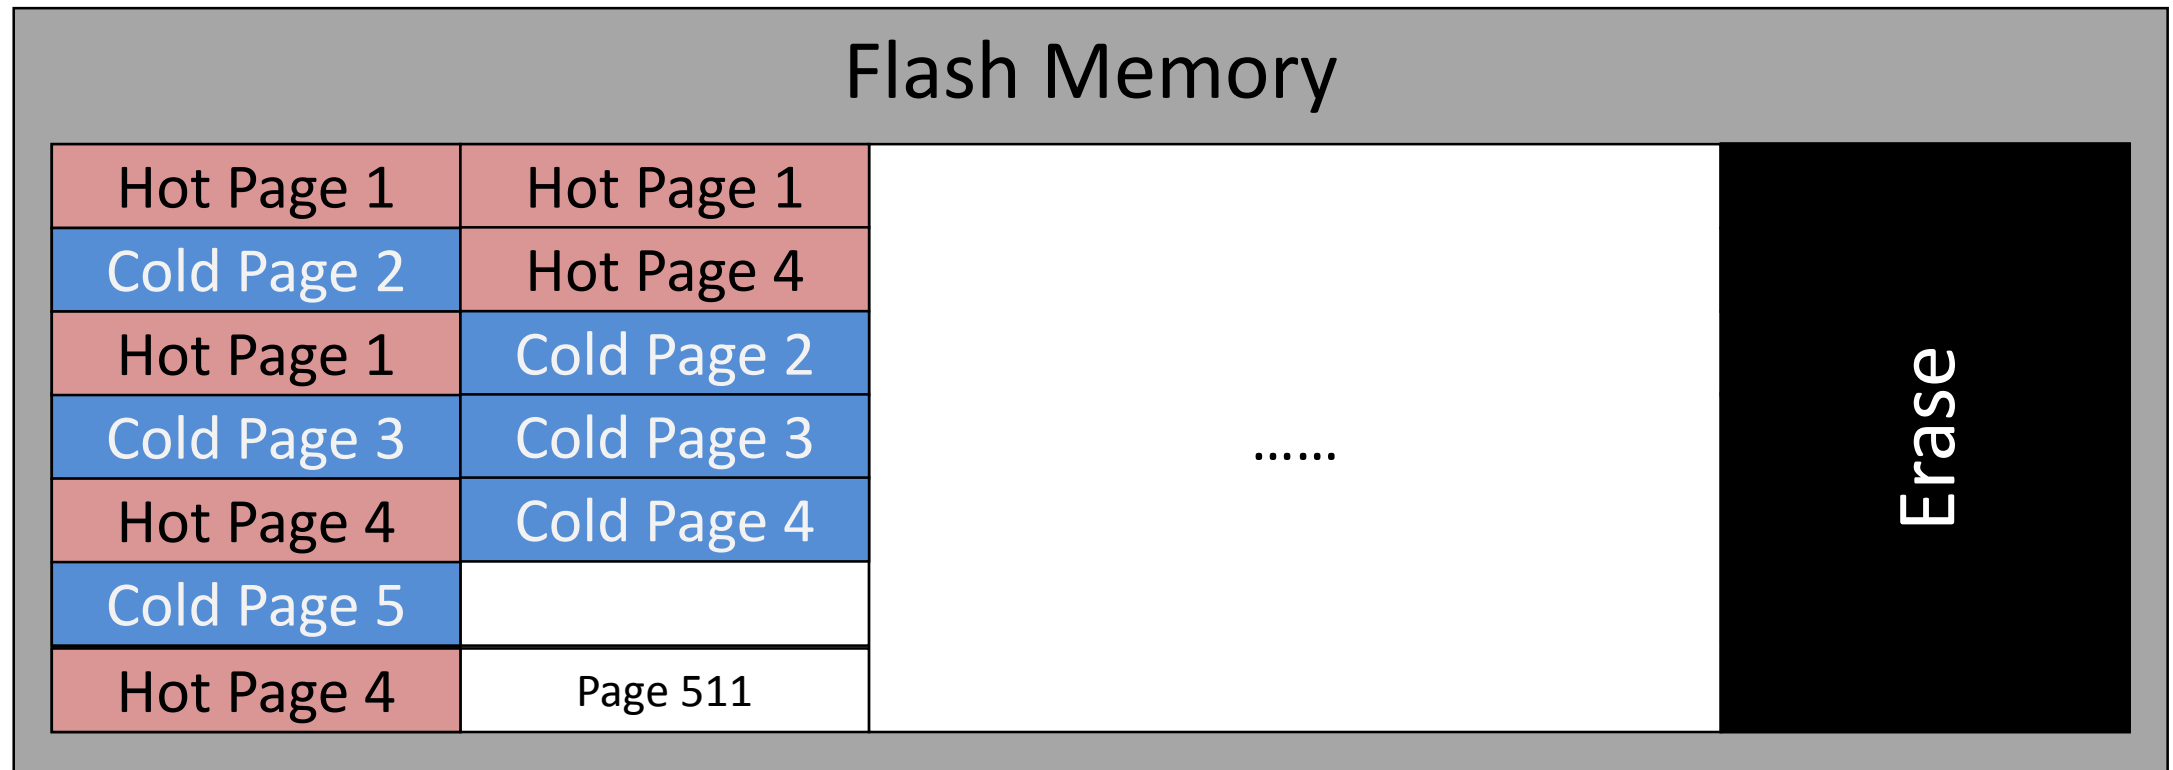 Flash Memory
Hot Page 1
Hot Page 1
Cold Page 2
Hot Page 4
Hot Page 1
Cold Page 2
Cold Page 3
Cold Page 3
Hot Page 4
Cold Page 4
Cold Page 5
Hot Page 4
Page 511
......
Erase